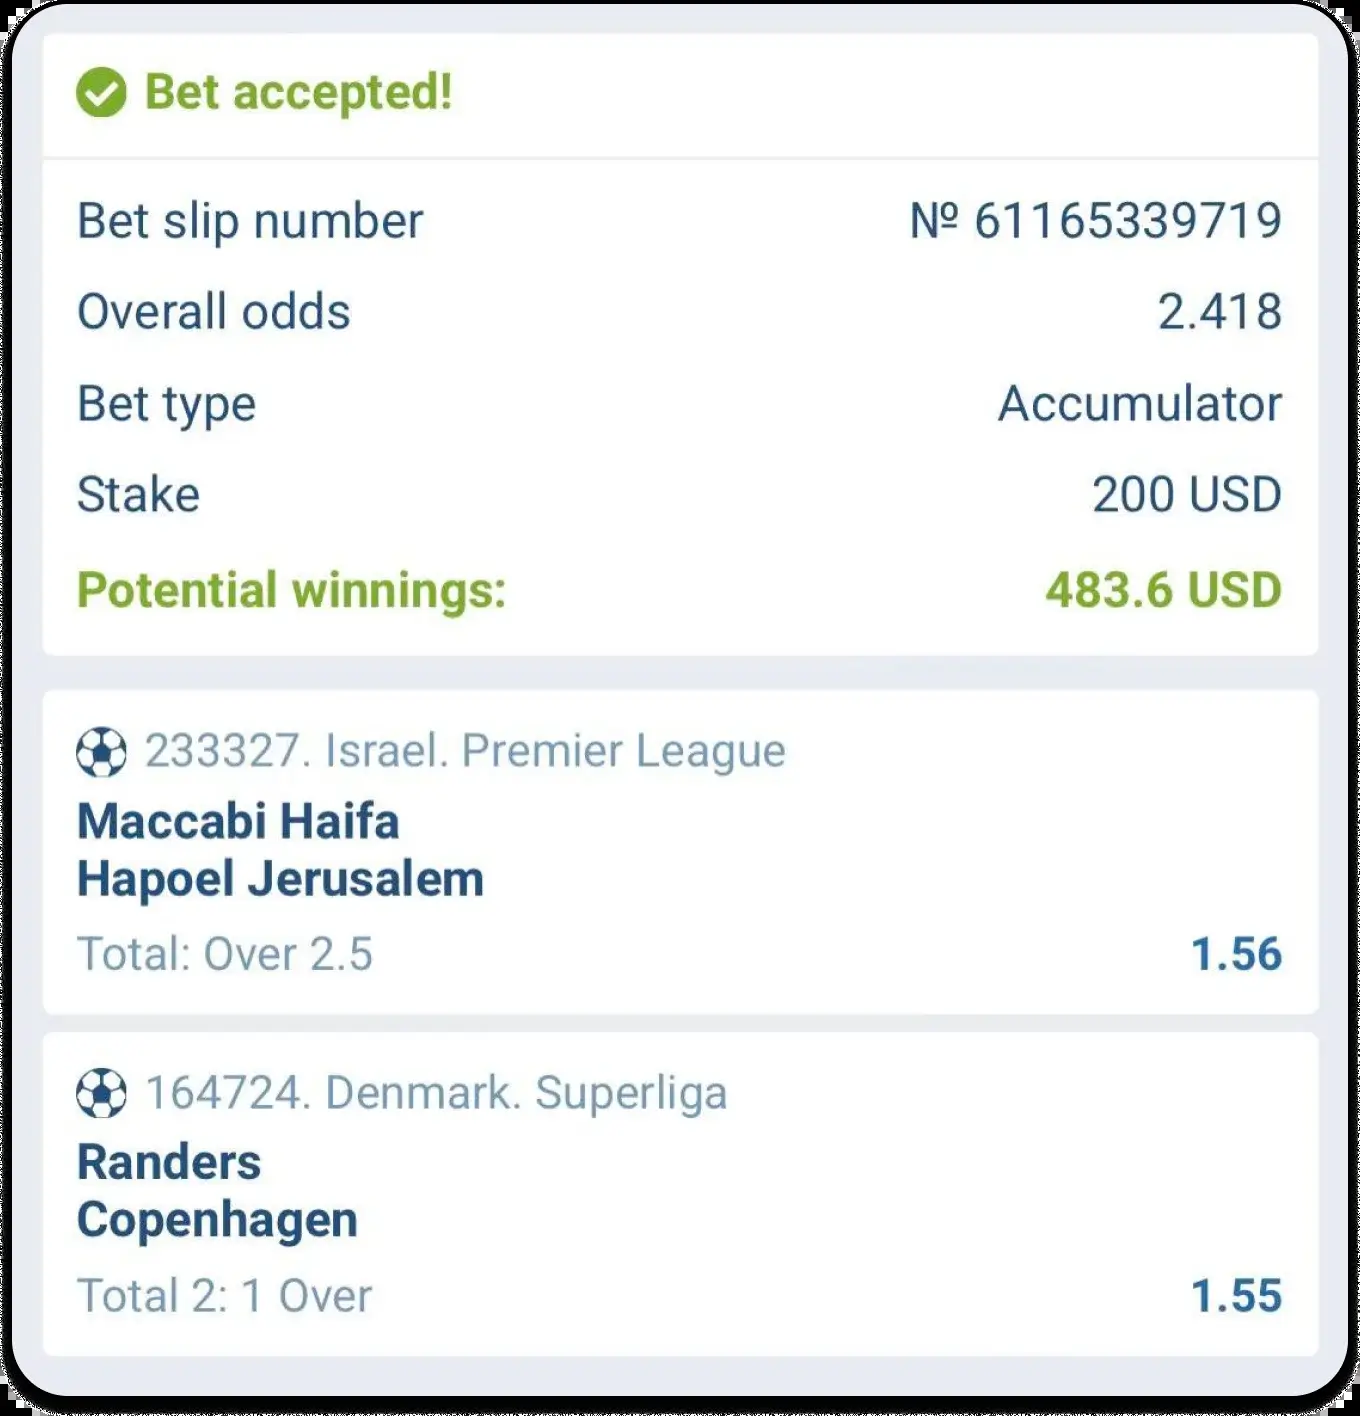 Bet accepted!
Bet slip number № 61165339719
Overall odds 2.418
Bet type Accumulator
Stake 200 USD
Potential winnings: 483.6 USD
233327. Israel. Premier League
Maccabi Haifa
Hapoel Jerusalem
Total: Over 2.5 1.56
164724. Denmark. Superliga
Randers
Copenhagen
Total 2: 1 Over 1.55